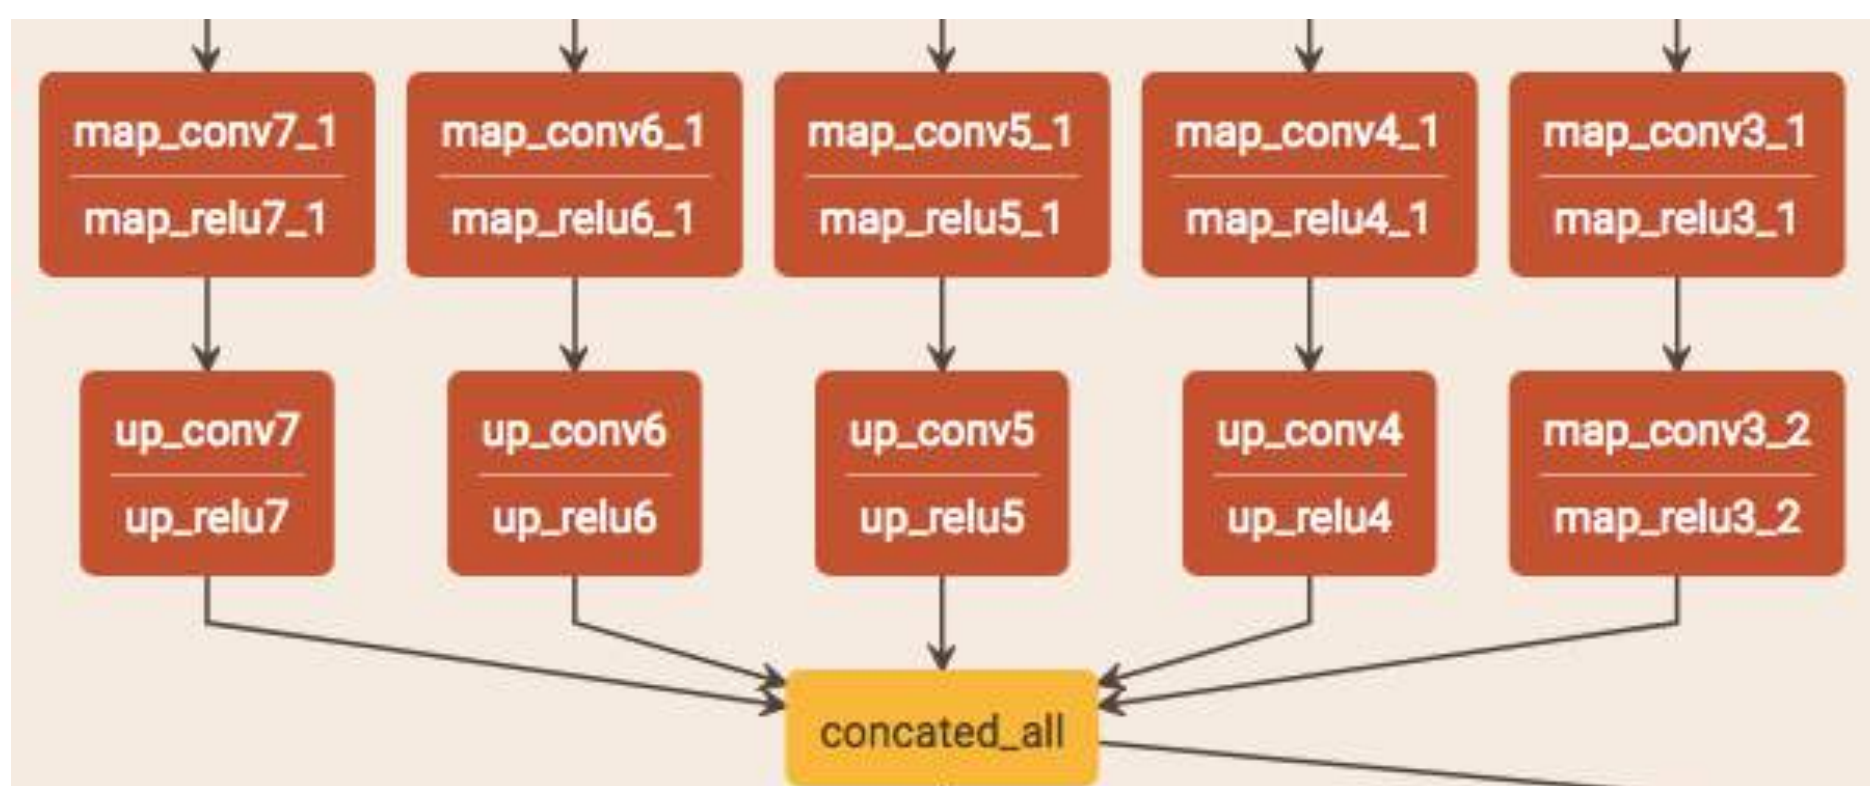 map_conv7_1
map_relu7_1
map_conv6_1
map_relu6_1
map_conv5_1
map_relu5_1
map_conv4_1
map_relu4_1
map_conv3_1
map_relu3_1
up_conv7
up_relu7
up_conv6
up_relu6
up_conv5
up_relu5
up_conv4
up_relu4
map_conv3_2
map_relu3_2
concated_all